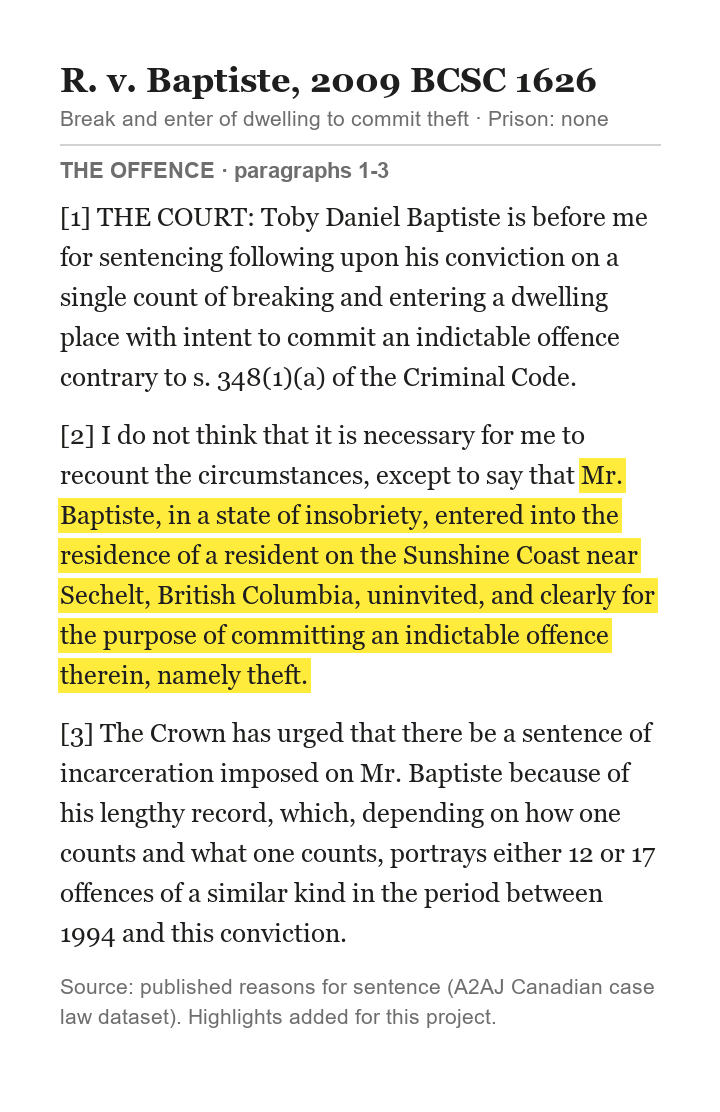 R. v. Baptiste, 2009 BCSC 1626
Break and enter of dwelling to commit theft · Prison: none
THE OFFENCE · paragraphs 1-3
[1] THE COURT: Toby Daniel Baptiste is before me
for sentencing following upon his conviction on a
single count of breaking and entering a dwelling
place with intent to commit an indictable offence
contrary to s. 348(1)(a) of the Criminal Code.
[2] I do not think that it is necessary for me to
recount the circumstances, except to say that Mr.
Baptiste, in a state of insobriety, entered into the
residence of a resident on the Sunshine Coast near
Sechelt, British Columbia, uninvited, and clearly for
the purpose of committing an indictable offence
therein, namely theft.
[3] The Crown has urged that there be a sentence of
incarceration imposed on Mr. Baptiste because of
his lengthy record, which, depending on how one
counts and what one counts, portrays either 12 or 17
offences of a similar kind in the period between
1994 and this conviction.
Source: published reasons for sentence (A2AJ Canadian case
law dataset). Highlights added for this project.